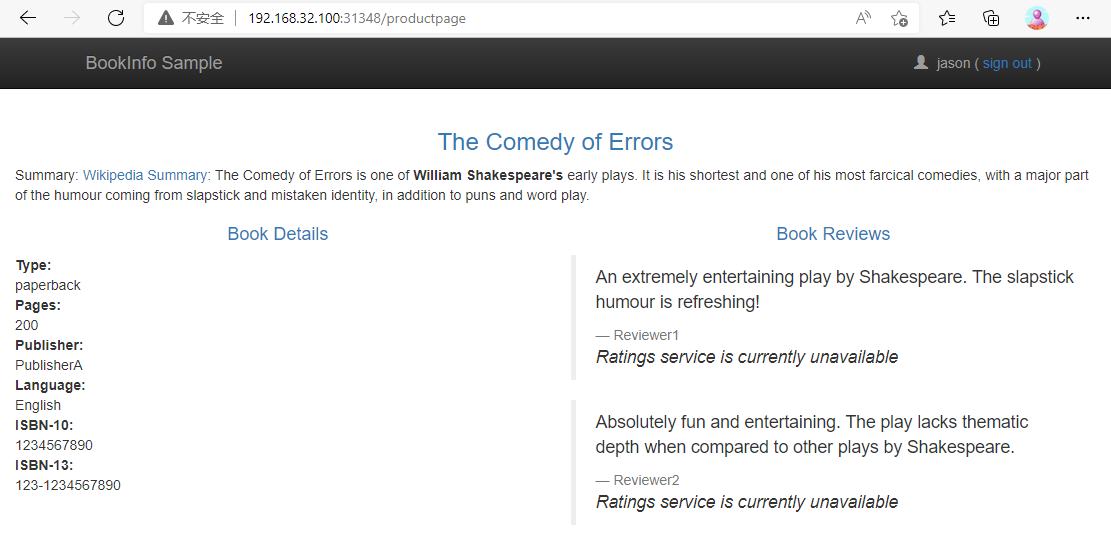 不安全 192.168.32.100:31348/productpage
BookInfo Sample
jason ( sign out )
The Comedy of Errors
Summary: Wikipedia Summary: The Comedy of Errors is one of William Shakespeare's early plays. It is his shortest and one of his most farcical comedies, with a major part
of the humour coming from slapstick and mistaken identity, in addition to puns and word play.
Book Details
Type:
paperback
Pages:
200
Publisher:
PublisherA
Language:
English
ISBN-10:
1234567890
ISBN-13:
123-1234567890
Book Reviews
An extremely entertaining play by Shakespeare. The slapstick
humour is refreshing!
— Reviewer1
Ratings service is currently unavailable
Absolutely fun and entertaining. The play lacks thematic
depth when compared to other plays by Shakespeare.
— Reviewer2
Ratings service is currently unavailable